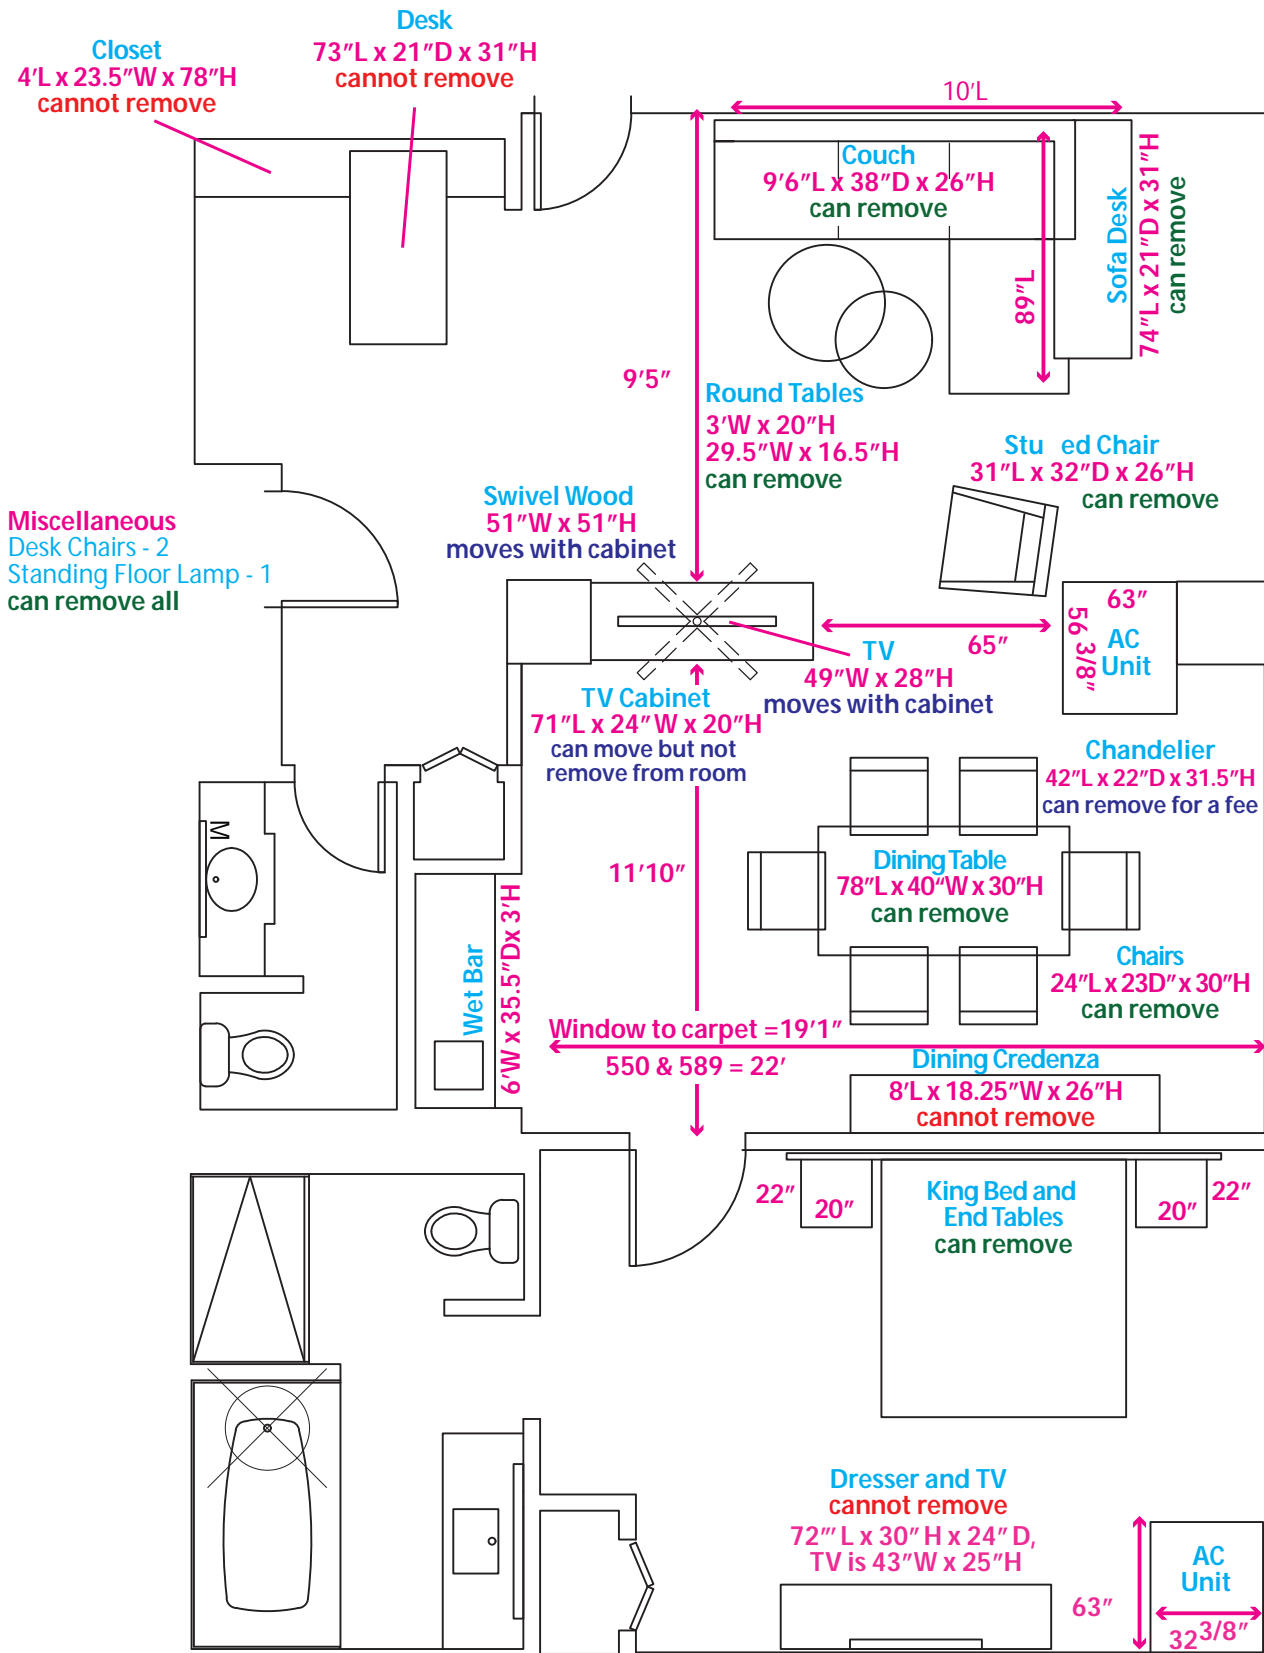 Desk
73"L x 21"D x 31"H
cannot remove
Closet
4'L x 23.5"W x 78"H
cannot remove
10'L
Couch
9'6"L x 38"D x 26"H
can remove
89"L
Sofa Desk
74"L x 21"D x 31"H
can remove
9'5"
Round Tables
3'W x 20"H
29.5"W x 16.5"H
can remove
Stu ed Chair
31"L x 32"D x 26"H
can remove
Swivel Wood
51"W x 51"H
moves with cabinet
Miscellaneous
Desk Chairs - 2
Standing Floor Lamp - 1
can remove all
63"
56 3/8"
AC
Unit
65"
TV
49"W x 28"H
moves with cabinet
TV Cabinet
71"L x 24"W x 20"H
can move but not
remove from room
Chandelier
42"L x 22"D x 31.5"H
can remove for a fee
M
Dining Table
78"L x 40"W x 30"H
can remove
11'10"
Wet Bar
6'W x 35.5"Dx 3'H
Chairs
24"L x 23D" x 30"H
can remove
Window to carpet =19'1"
550 & 589 = 22'
Dining Credenza
8'L x 18.25"W x 26"H
cannot remove
22"
20"
King Bed and
End Tables
can remove
20"
22"
Dresser and TV
cannot remove
72"' L x 30" H x 24" D,
TV is 43"W x 25"H
63"
AC
Unit
32 3/8"